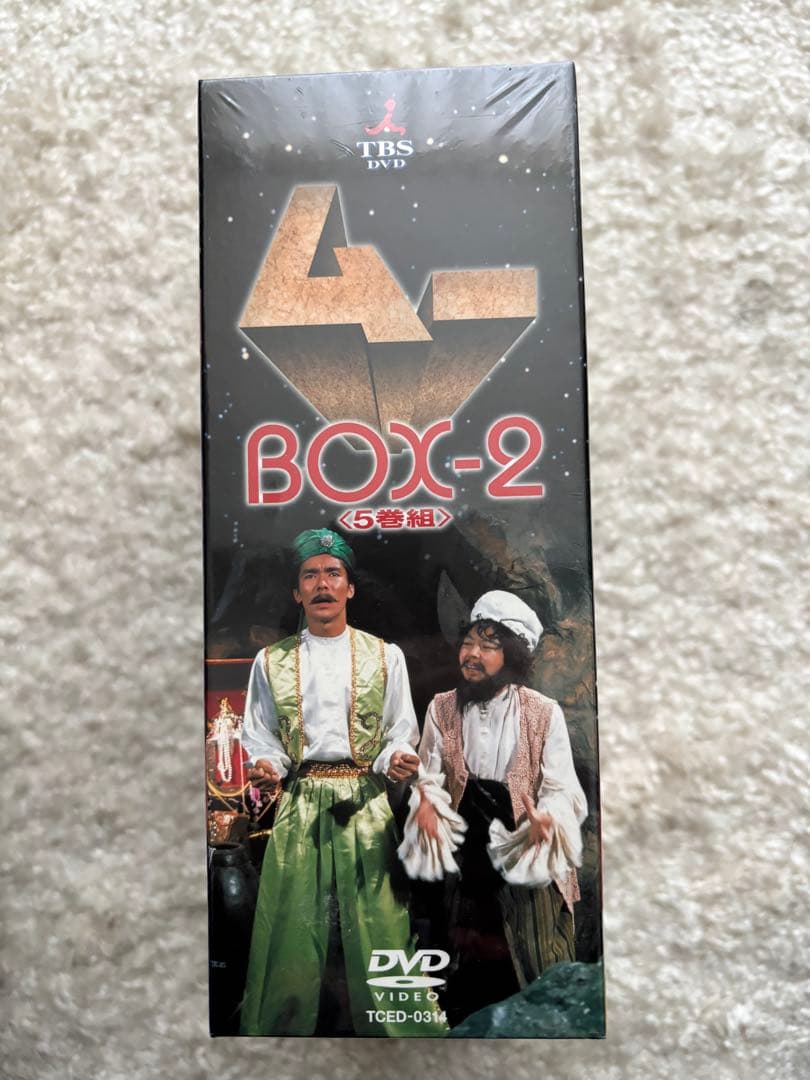 TBS
DVD
ムー
BOX-2
〈5巻組〉
DVD
VIDEO
TCED-0314